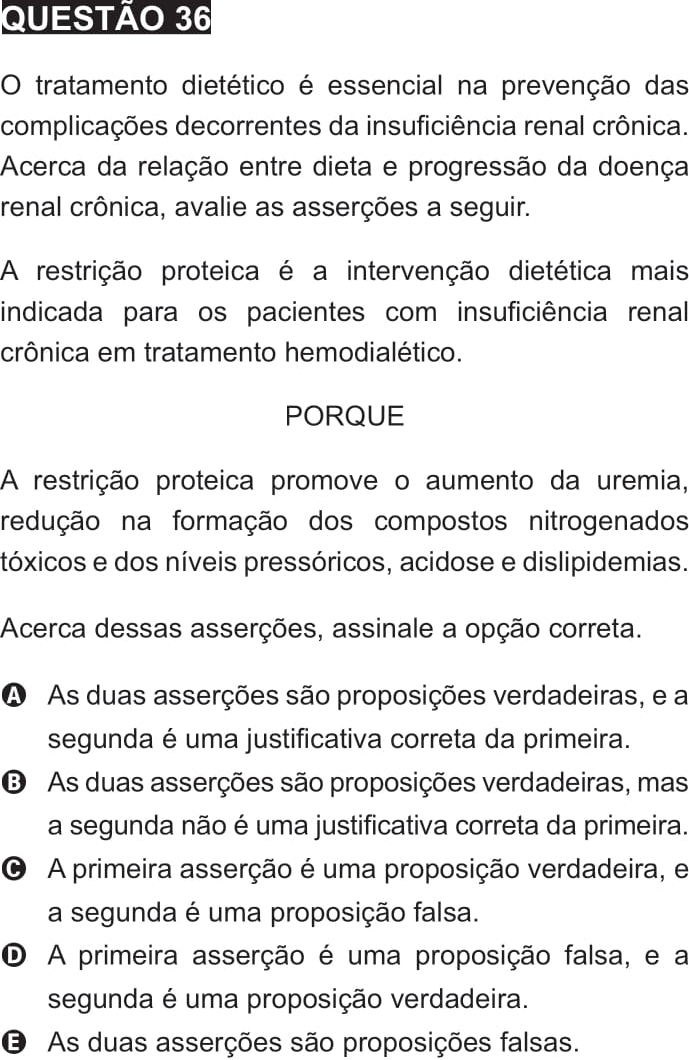 QUESTÃO 36
O tratamento dietético é essencial na prevenção das
complicações decorrentes da insuficiência renal crônica.
Acerca da relação entre dieta e progressão da doença
renal crônica, avalie as asserções a seguir.
A restrição proteica é a intervenção dietética mais
indicada para os pacientes com insuficiência renal
crônica em tratamento hemodialético.
PORQUE
A restrição proteica promove o aumento da uremia,
redução na formação dos compostos nitrogenados
tóxicos e dos níveis pressóricos, acidose e dislipidemias.
Acerca dessas asserções, assinale a opção correta.
A As duas asserções são proposições verdadeiras, e a
segunda é uma justificativa correta da primeira.
B As duas asserções são proposições verdadeiras, mas
a segunda não é uma justificativa correta da primeira.
C A primeira asserção é uma proposição verdadeira, e
a segunda é uma proposição falsa.
D A primeira asserção é uma proposição falsa, e a
segunda é uma proposição verdadeira.
E As duas asserções são proposições falsas.